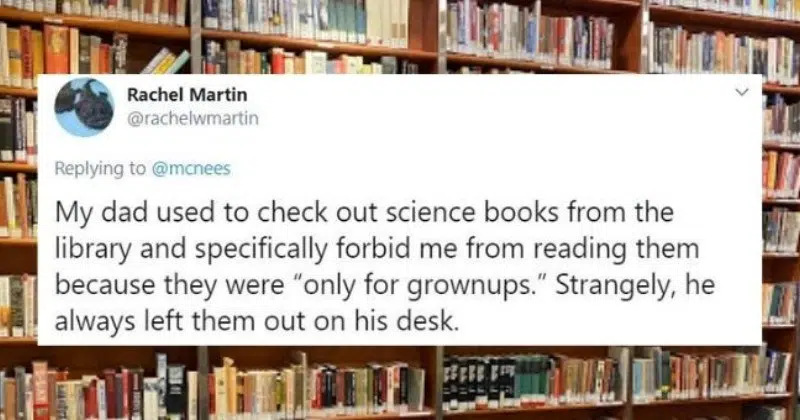 Rachel Martin
@rachelwmartin
Replying to @mcnees
My dad used to check out science books from the
library and specifically forbid me from reading them
because they were “only for grownups.” Strangely, he
always left them out on his desk.